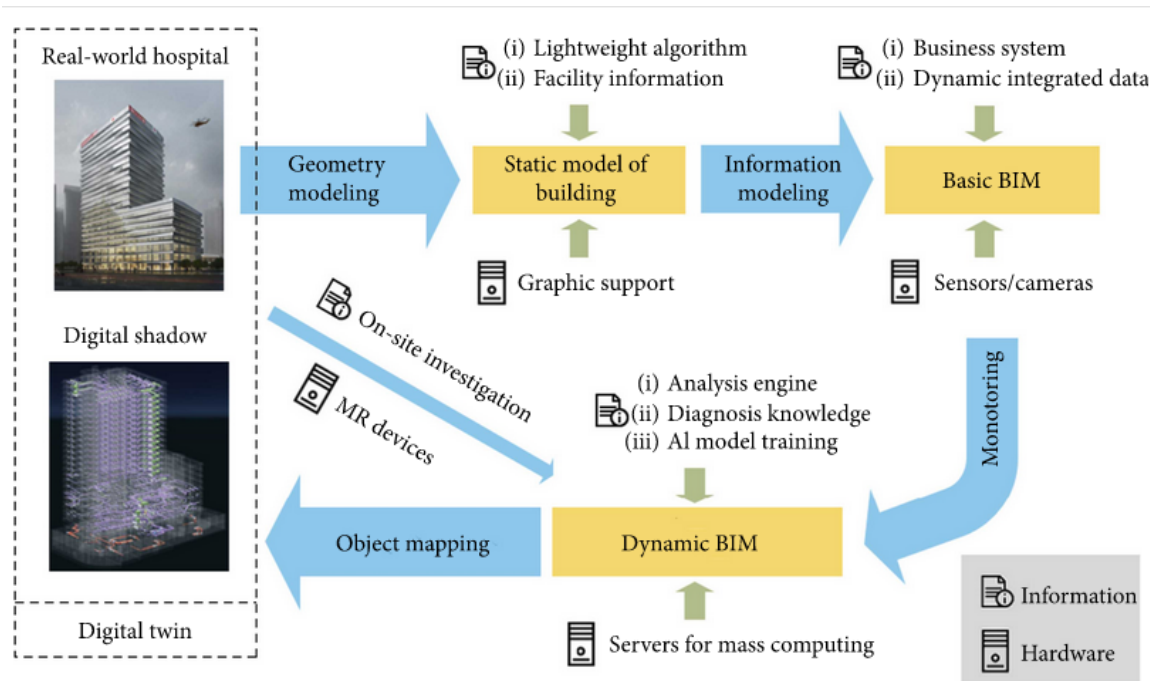 Real-world hospital
Digital shadow
Digital twin
Geometry
modeling
(i) Lightweight algorithm
(ii) Facility information
Static model of
building
Graphic support
Information
modeling
(i) Business system
(ii) Dynamic integrated data
Basic BIM
Sensors/cameras
Monotoring
On-site investigation
MR devices
(i) Analysis engine
(ii) Diagnosis knowledge
(iii) Al model training
Dynamic BIM
Servers for mass computing
Object mapping
Information
Hardware